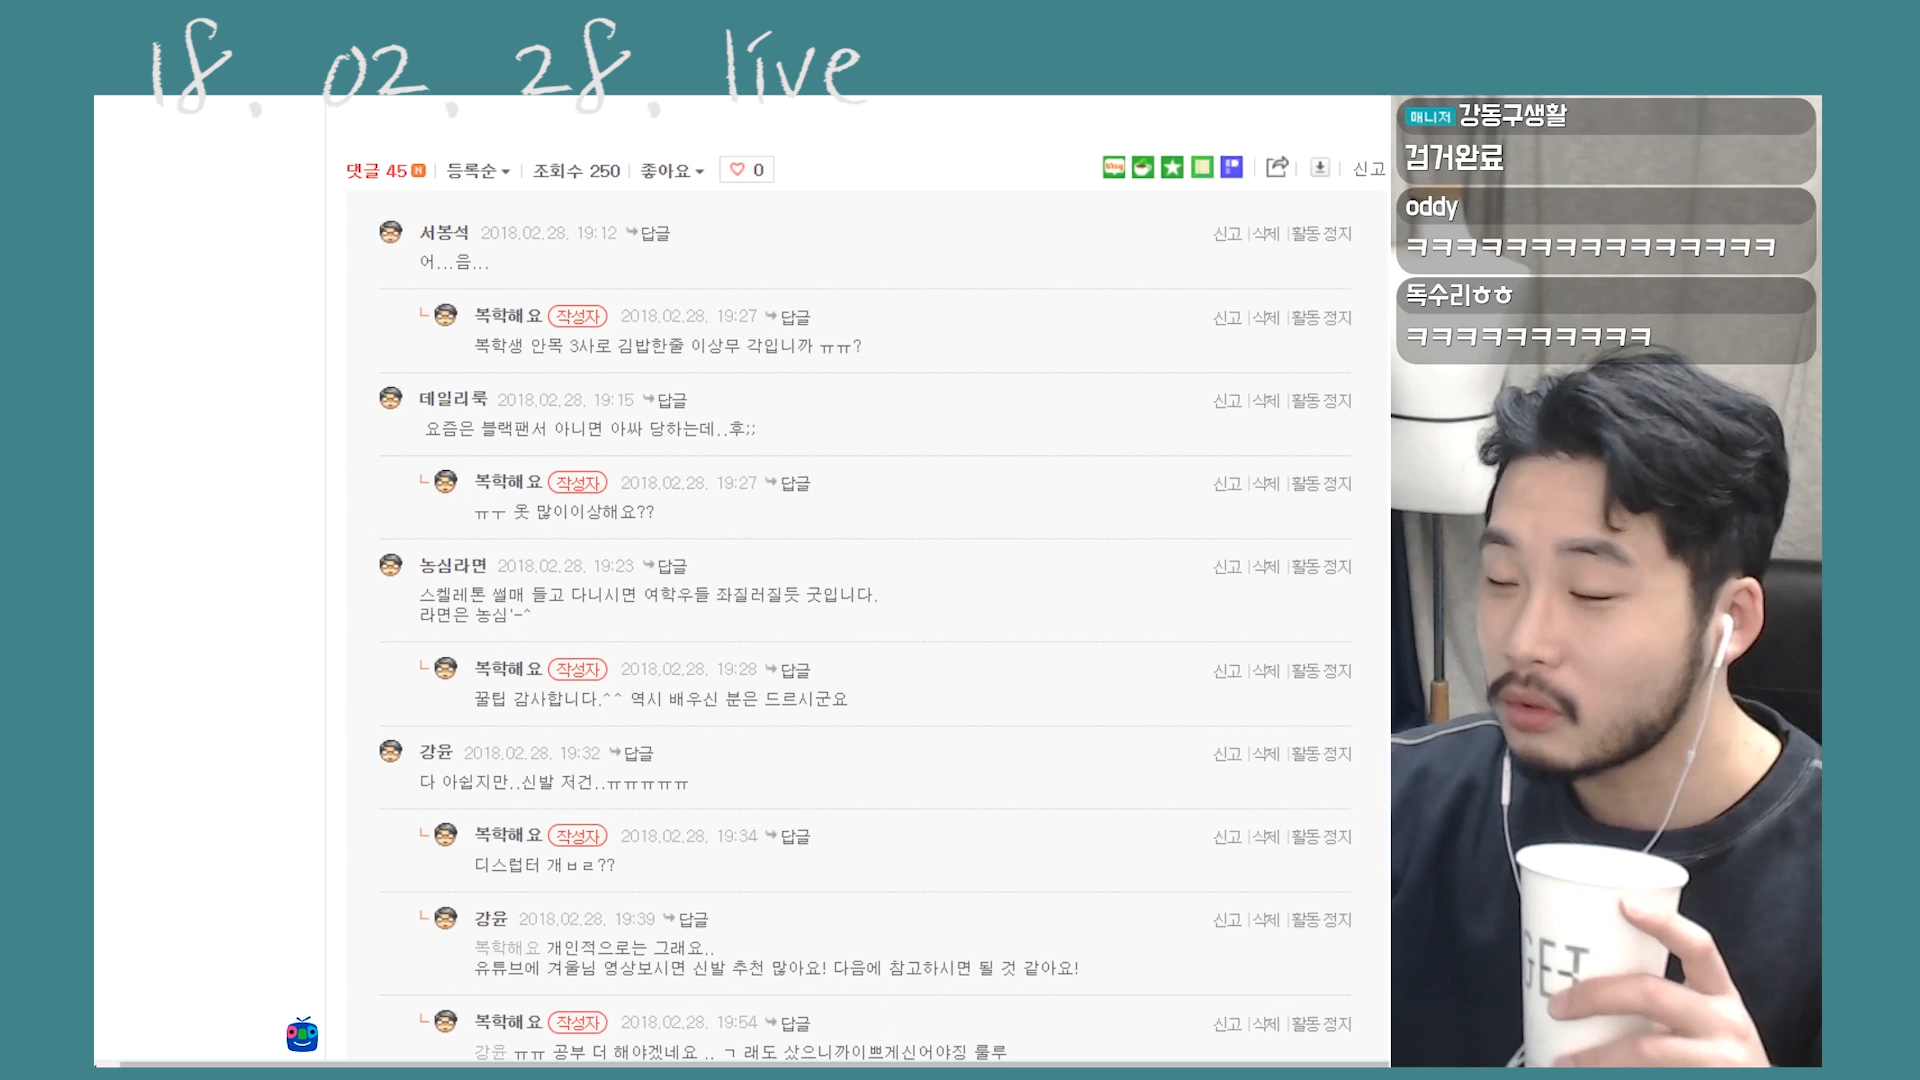 18. 02. 28. live
댓글 45 N 등록순 조회수 250 좋아요 0 blog 신고
서봉석 2018.02.28. 19:12 답글 신고 삭제 활동 정지
어...음...
복학해요 작성자 2018.02.28. 19:27 답글 신고 삭제 활동 정지
복학생 안목 3사로 김밥한줄 이상무 각입니까 ㅠㅠ?
데일리룩 2018.02.28. 19:15 답글 신고 삭제 활동 정지
요즘은 블랙팬서 아니면 아싸 당하는데..후;;
복학해요 작성자 2018.02.28. 19:27 답글 신고 삭제 활동 정지
ㅠㅜ 옷 많이이상해요??
농심라면 2018.02.28. 19:23 답글 신고 삭제 활동 정지
스켈레톤 썰매 들고 다니시면 여학우들 좌질러질듯 굿입니다.
라면은 농심'-^
복학해요 작성자 2018.02.28. 19:28 답글 신고 삭제 활동 정지
꿀팁 감사합니다.^^ 역시 배우신 분은 드르시군요
강윤 2018.02.28. 19:32 답글 신고 삭제 활동 정지
다 아쉽지만..신발 저건..ㅠㅠㅠㅠㅠ
복학해요 작성자 2018.02.28. 19:34 답글 신고 삭제 활동 정지
디스럽터 개ㅂㄹ??
강윤 2018.02.28. 19:39 답글 신고 삭제 활동 정지
복학해요 개인적으로는 그래요..
유튜브에 겨울님 영상보시면 신발 추천 많아요! 다음에 참고하시면 될 것 같아요!
복학해요 작성자 2018.02.28. 19:54 답글 신고 삭제 활동 정지
강윤 ㅠㅠ 공부 더 해야겠네요 .. ㄱ 래도 샀으니까이쁘게신어야징 룰루
매니저 강동구생활
검거완료
oddy
ㅋㅋㅋㅋㅋㅋㅋㅋㅋㅋㅋㅋㅋㅋㅋ
독수리ㅎㅎ
ㅋㅋㅋㅋㅋㅋㅋㅋㅋㅋ
GET